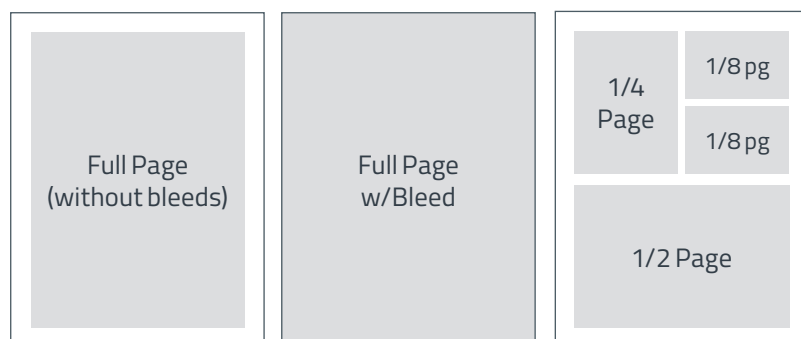 Full Page
(without bleeds)
Full Page
w/Bleed
1/4
Page
1/8 pg
1/8 pg
1/2 Page